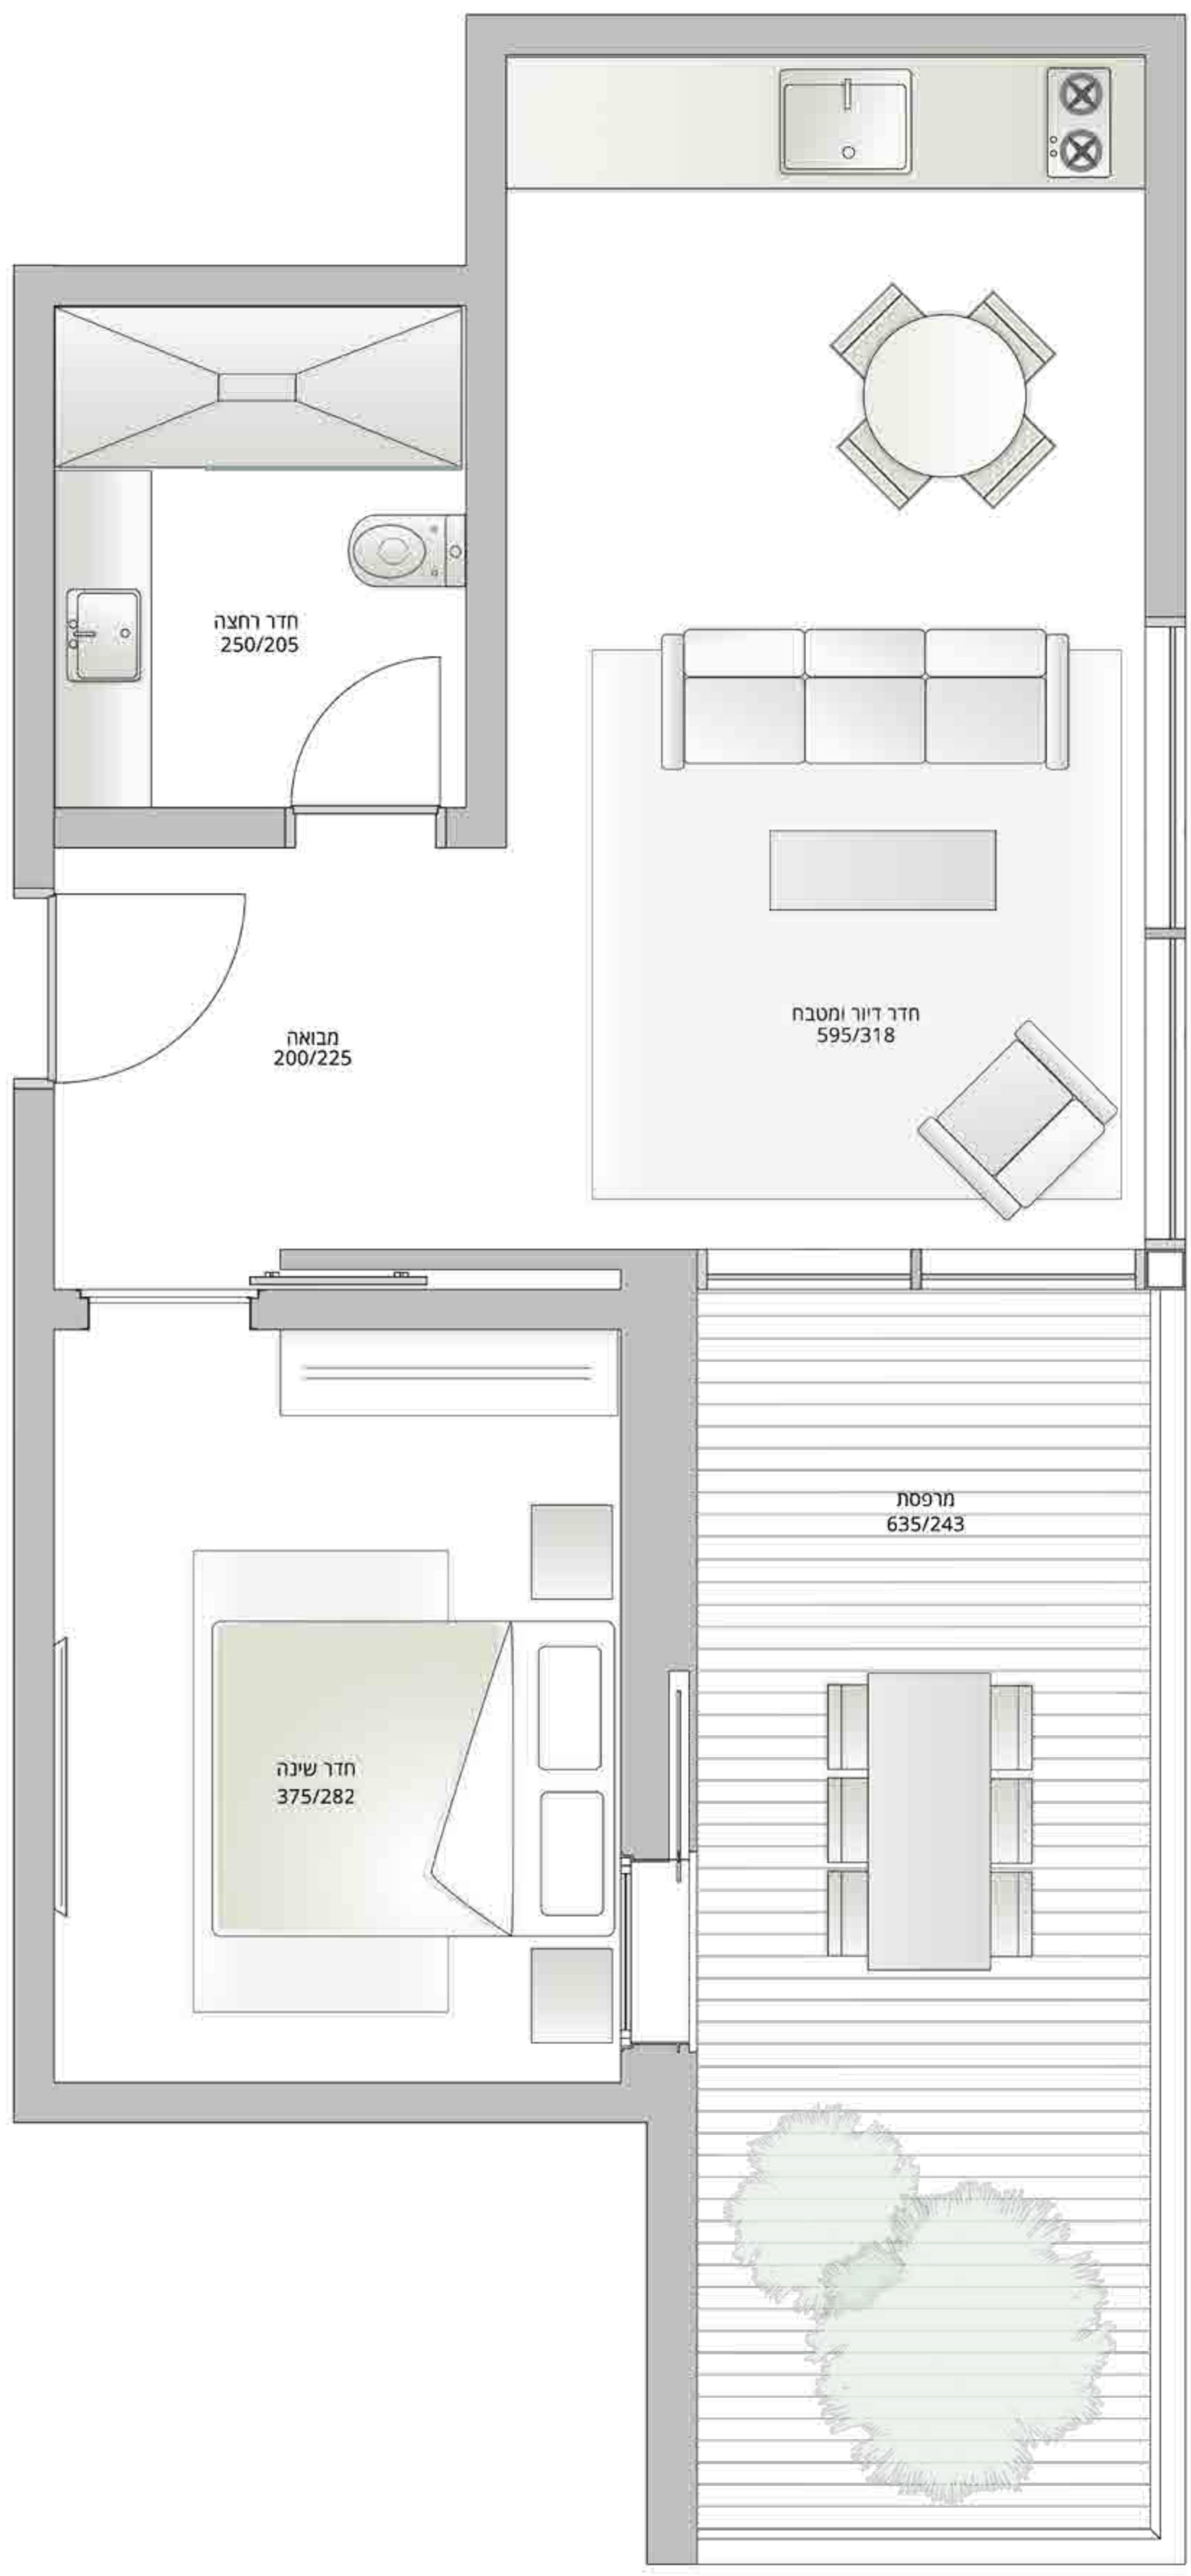 חדר רחצה
250/205
חדר דיור ומטבח
595/318
מבואה
200/225
מרפסת
635/243
חדר שינה
375/282